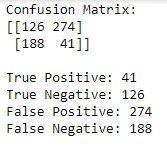 Confusion Matrix:
[[126 274]
 [188  41]]

True Positive: 41
True Negative: 126
False Positive: 274
False Negative: 188